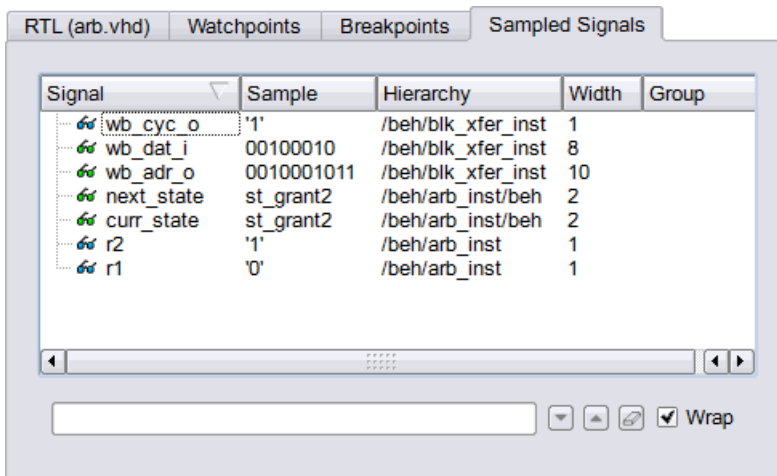 RTL (arb.vhd) Watchpoints Breakpoints Sampled Signals
Signal Sample Hierarchy Width Group
wb_cyc_o '1' /beh/blk_xfer_inst 1
wb_dat_i 00100010 /beh/blk_xfer_inst 8
wb_adr_o 0010001011 /beh/blk_xfer_inst 10
next_state st_grant2 /beh/arb_inst/beh 2
curr_state st_grant2 /beh/arb_inst/beh 2
r2 '1' /beh/arb_inst 1
r1 '0' /beh/arb_inst 1
Wrap